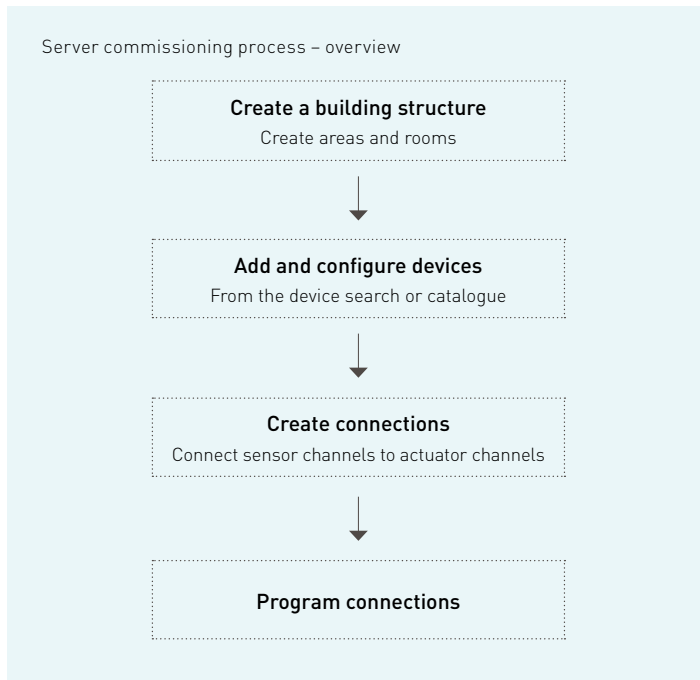 Server commissioning process – overview
Create a building structure
Create areas and rooms
Add and configure devices
From the device search or catalogue
Create connections
Connect sensor channels to actuator channels
Program connections